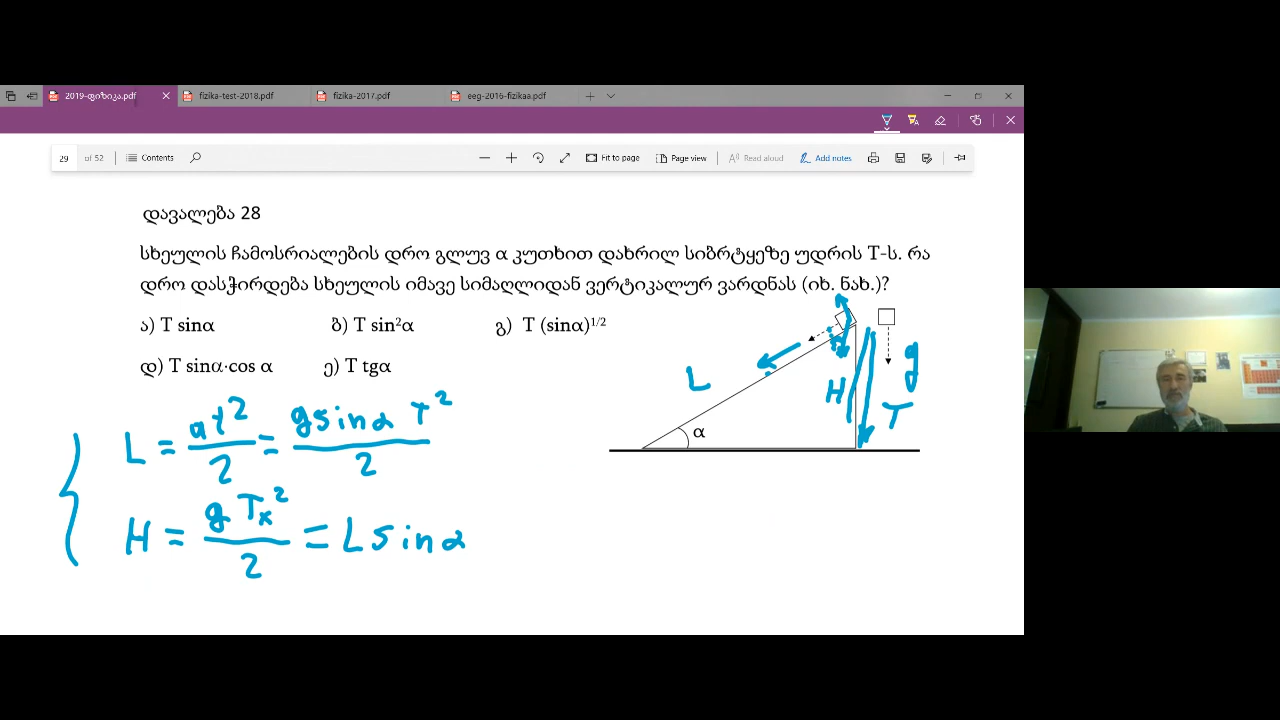 2019-ფიზიკა.pdf fizika-test-2018.pdf fizika-2017.pdf eeg-2016-fizikaa.pdf
29 of 52 Contents Fit to page Page view Read aloud Add notes
დავალება 28
სხეულის ჩამოსრიალების დრო გლუვ α კუთხით დახრილ სიბრტყეზე უდრის T-ს. რა
დრო დასჭირდება სხეულის იმავე სიმაღლიდან ვერტიკალურ ვარდნას (იხ. ნახ.)?
ა) T sinα ბ) T sin²α გ) T (sinα)^1/2
დ) T sinα·cos α ე) T tgα
L H g T
α
L = at²/2 = g sin α T²/2
H = g Tx²/2 = L sin α